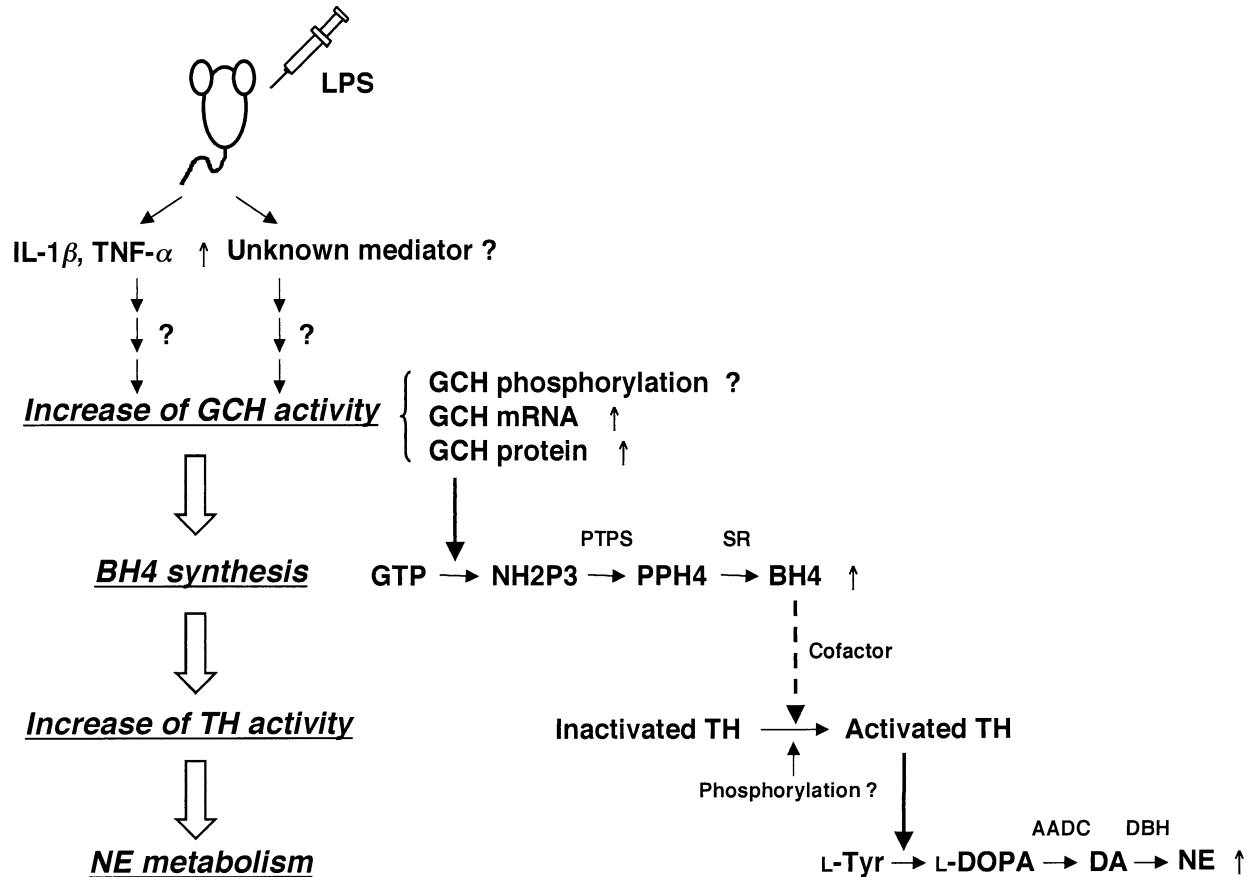 LPS
IL-1β, TNF-α ↑ Unknown mediator ?
? ?
GCH phosphorylation ?
Increase of GCH activity
GCH mRNA ↑
GCH protein ↑
PTPS SR
BH4 synthesis
GTP → NH2P3 → PPH4 → BH4 ↑
Cofactor
Increase of TH activity
Inactivated TH → Activated TH
Phosphorylation ?
AADC DBH
NE metabolism
L-Tyr → L-DOPA → DA → NE ↑